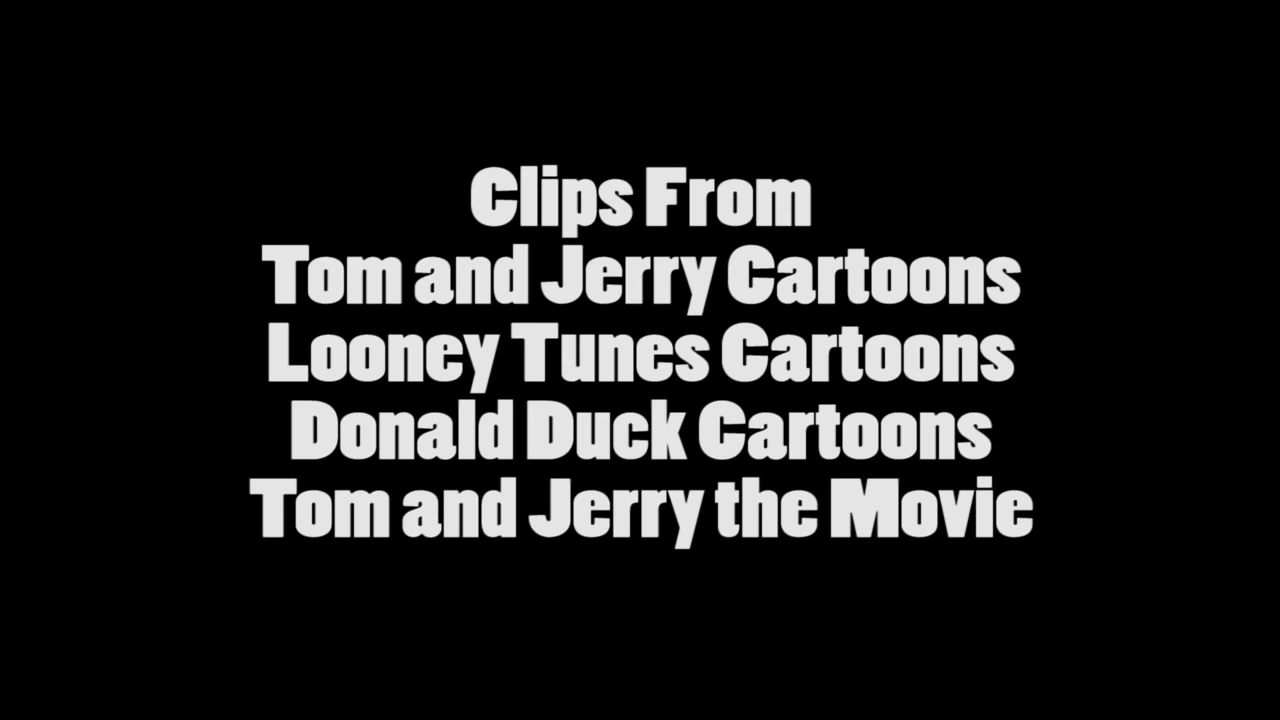 Clips From
Tom and Jerry Cartoons
Looney Tunes Cartoons
Donald Duck Cartoons
Tom and Jerry the Movie